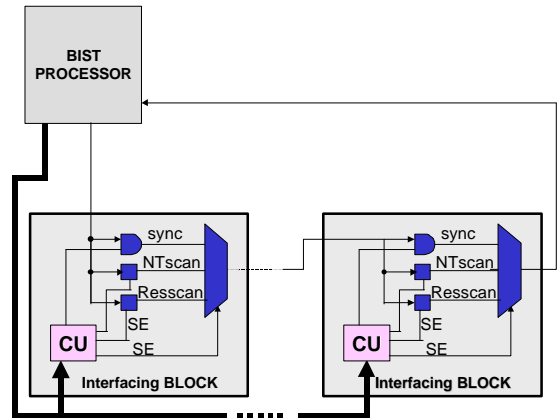 BIST
PROCESSOR
sync
NTscan
Resscan
SE
SE
CU
Interfacing BLOCK
sync
NTscan
Resscan
SE
SE
CU
Interfacing BLOCK